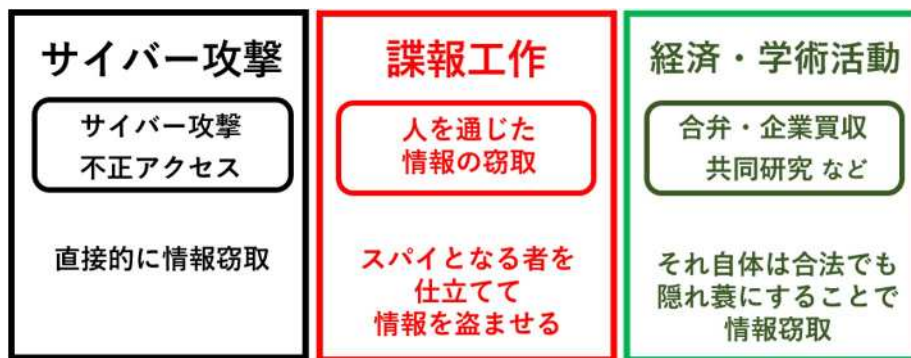 サイバー攻撃
サイバー攻撃
不正アクセス
直接的に情報窃取
諜報工作
人を通じた
情報の窃取
スパイとなる者を
仕立てて
情報を盗ませる
経済・学術活動
合弁・企業買収
共同研究 など
それ自体は合法でも
隠れ蓑にすることで
情報窃取